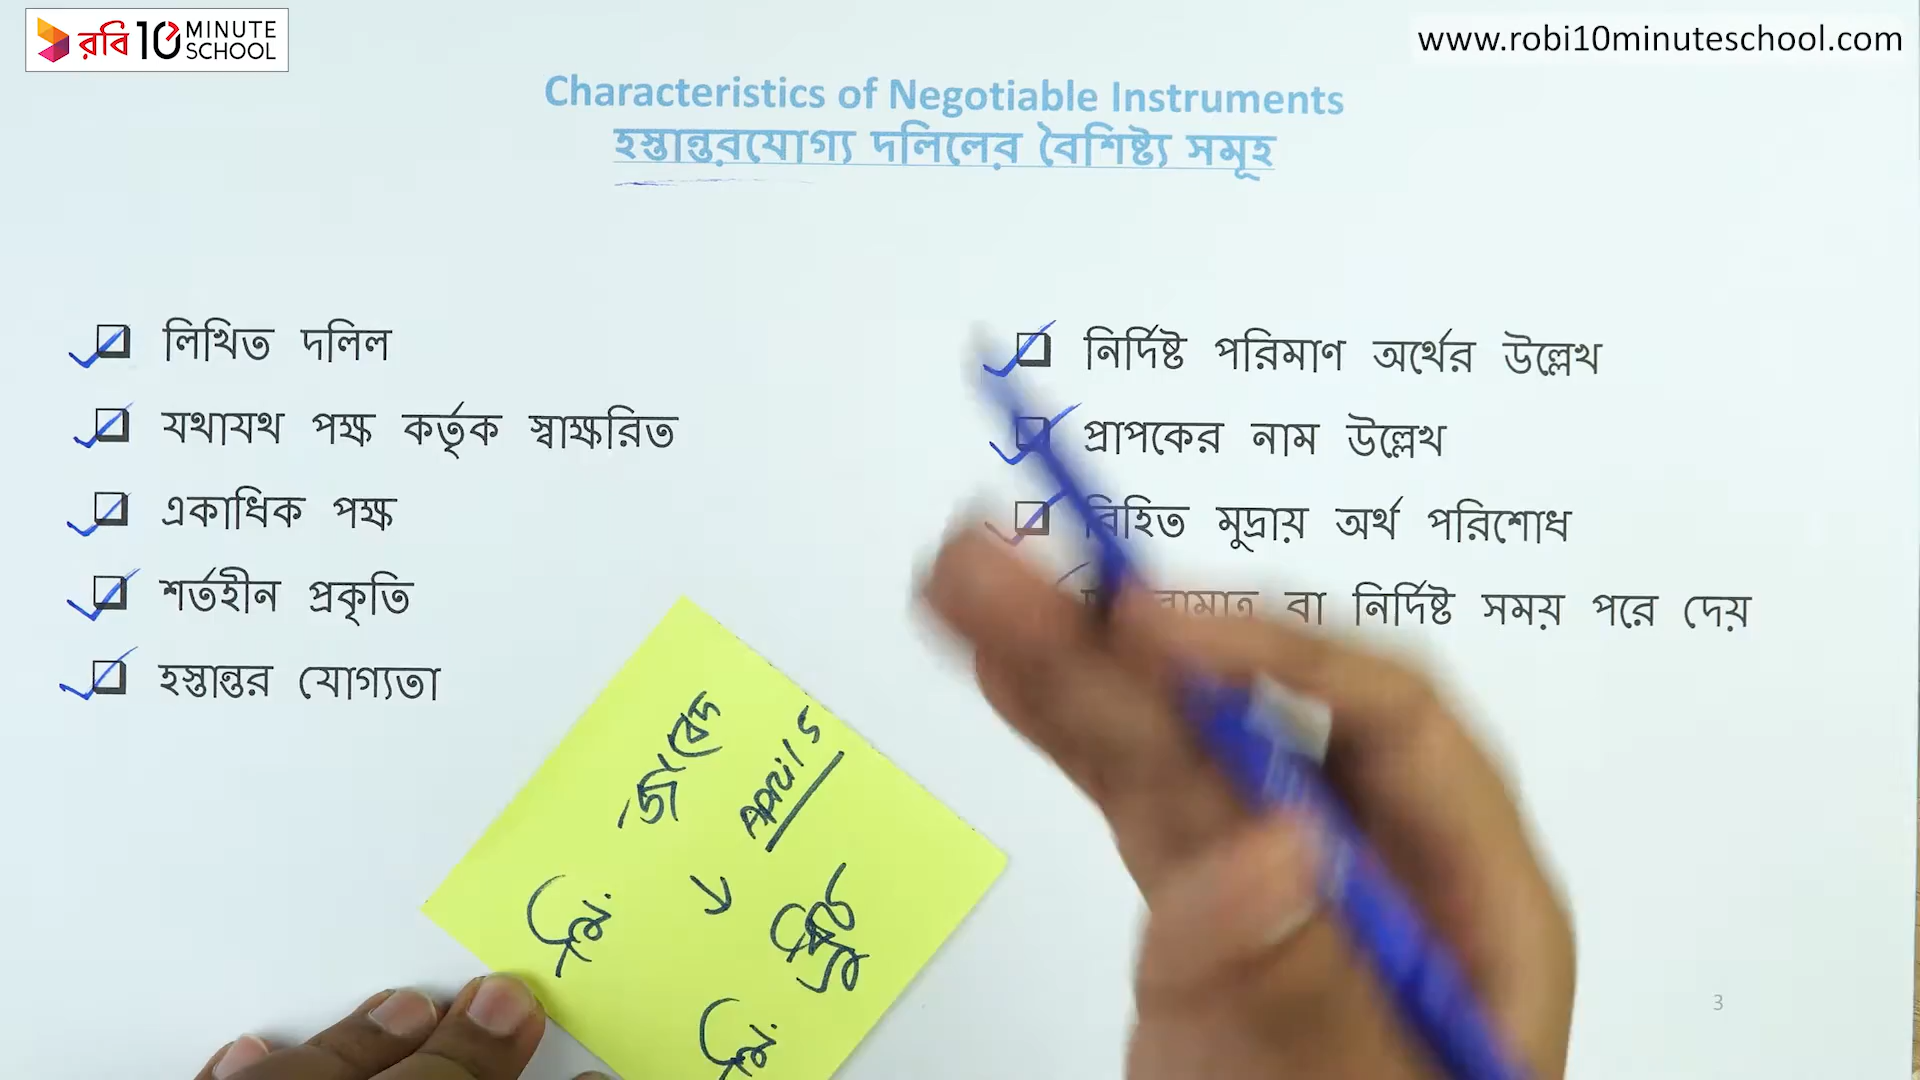 রবি 10 MINUTE SCHOOL
www.robi10minuteschool.com
Characteristics of Negotiable Instruments
হস্তান্তরযোগ্য দলিলের বৈশিষ্ট্য সমূহ
লিখিত দলিল
যথাযথ পক্ষ কর্তৃক স্বাক্ষরিত
একাধিক পক্ষ
শর্তহীন প্রকৃতি
হস্তান্তর যোগ্যতা
নির্দিষ্ট পরিমাণ অর্থের উল্লেখ
প্রাপকের নাম উল্লেখ
বিহিত মুদ্রায় অর্থ পরিশোধ
বা নির্দিষ্ট সময় পরে দেয়
April 5
3